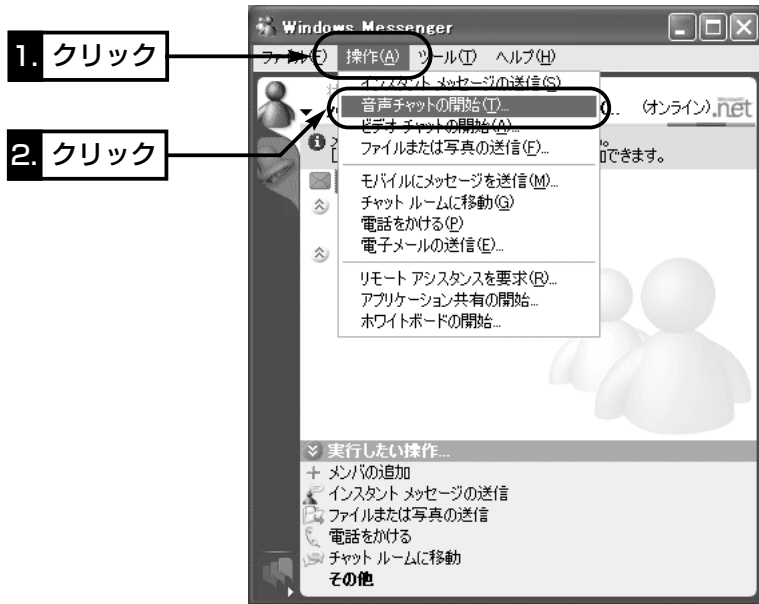 Windows Messenger
1. クリック
操作(A)
ツール(T)
ヘルプ(H)
インスタント メッセージの送信(S)
音声チャットの開始(T)...
(オンライン)
.net
ビデオ チャットの開始(A)...
2. クリック
ファイルまたは写真の送信(F)...
できます。
モバイルにメッセージを送信(M)...
チャット ルームに移動(G)
電話をかける(P)
電子メールの送信(E)...
リモート アシスタンスを要求(R)...
アプリケーション共有の開始...
ホワイトボードの開始...
実行したい操作...
メンバの追加
インスタント メッセージの送信
ファイルまたは写真の送信
電話をかける
チャット ルームに移動
その他